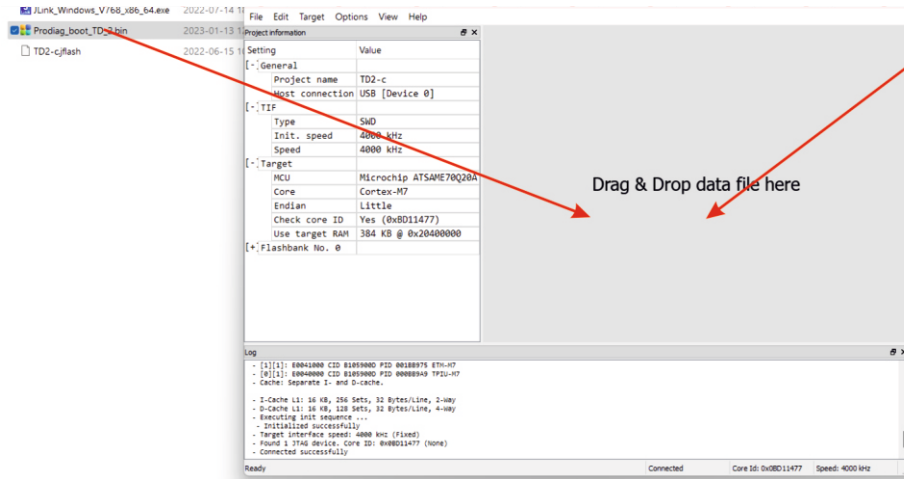 JLink_Windows_V768_x86_64.exe 2022-07-14 1
Prodiag_boot_TD_2.bin 2023-01-13 1
TD2-c.jflash 2022-06-15 1
File Edit Target Options View Help
Project information
Setting Value
[-] General
Project name TD2-c
Host connection USB [Device 0]
[-] TIF
Type SWD
Init. speed 4000 kHz
Speed 4000 kHz
[-] Target
MCU Microchip ATSAME70Q20A
Core Cortex-M7
Endian Little
Check core ID Yes (0xBD11477)
Use target RAM 384 KB @ 0x20400000
[+] Flashbank No. 0
Drag & Drop data file here
Log
- [1][1]: E0041000 CID B105900D PID 001BB975 ETM-M7
- [0][1]: E0040000 CID B105900D PID 000BB9A9 TPIU-M7
- Cache: Separate I- and D-cache.
- I-Cache L1: 16 KB, 256 Sets, 32 Bytes/Line, 2-Way
- D-Cache L1: 16 KB, 128 Sets, 32 Bytes/Line, 4-Way
- Executing init sequence ...
- Initialized successfully
- Target interface speed: 4000 kHz (Fixed)
- Found 1 JTAG device. Core ID: 0x0BD11477 (None)
- Connected successfully
Ready Connected Core Id: 0x0BD11477 Speed: 4000 kHz